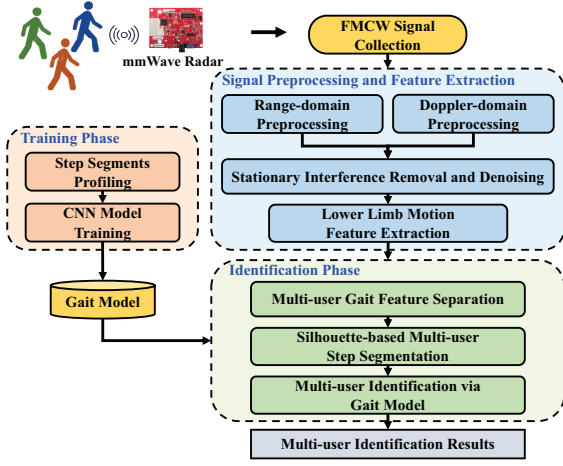 mmWave Radar
FMCW Signal
Collection
Signal Preprocessing and Feature Extraction
Range-domain
Preprocessing
Doppler-domain
Preprocessing
Stationary Interference Removal and Denoising
Lower Limb Motion
Feature Extraction
Training Phase
Step Segments
Profiling
CNN Model
Training
Gait Model
Identification Phase
Multi-user Gait Feature Separation
Silhouette-based Multi-user
Step Segmentation
Multi-user Identification via
Gait Model
Multi-user Identification Results